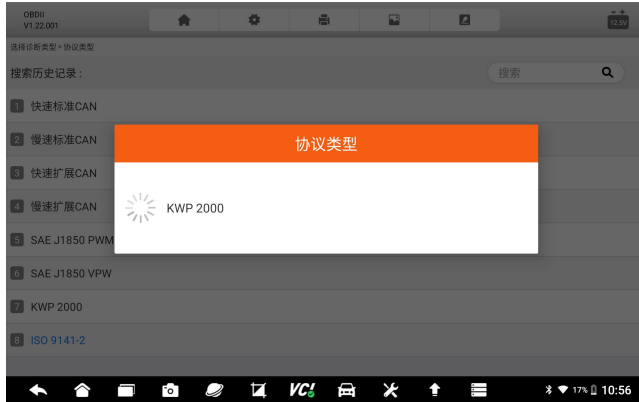 OBDII
V1.22.001
12.5V
选择诊断类型 > 协议类型
搜索历史记录 :
搜索
1 快速标准CAN
2 慢速标准CAN
协议类型
3 快速扩展CAN
4 慢速扩展CAN
KWP 2000
5 SAE J1850 PWM
6 SAE J1850 VPW
7 KWP 2000
8 ISO 9141-2
VCI
17% 10:56